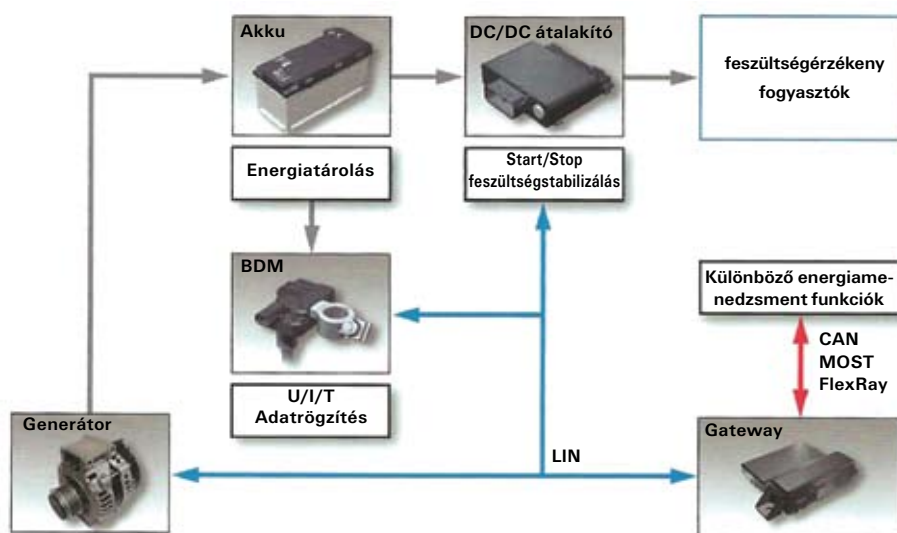 Akku
DC/DC átalakító
feszültségérzékeny
fogyasztók
Energiatárolás
Start/Stop
feszültségstabilizálás
BDM
Különböző energiame-
nedzsment funkciók
CAN
MOST
FlexRay
U/I/T
Adatrögzítés
Generátor
Gateway
LIN